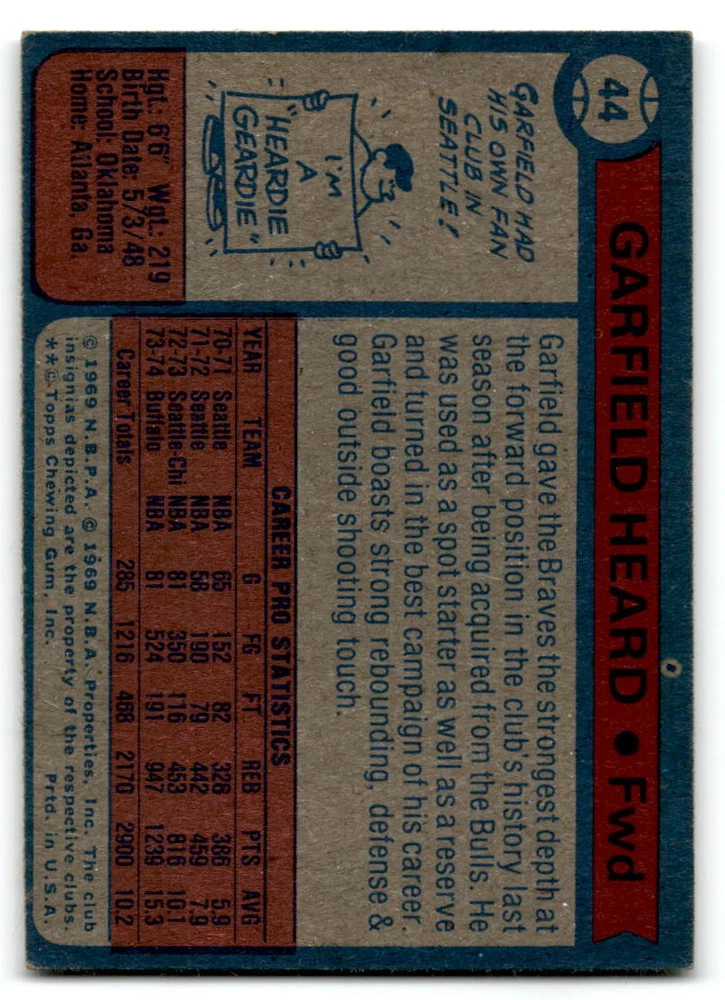 44
GARFIELD HEARD • Fwd
GARFIELD HAD
HIS OWN FAN
CLUB IN
SEATTLE!
I'M
A
"HEARDIE
GEARDIE"
Hgt.: 6'6" Wgt.: 219
Birth Date: 5/3/48
School: Oklahoma
Home: Atlanta, Ga.
Garfield gave the Braves the strongest depth at
the forward position in the club's history last
season after being acquired from the Bulls. He
was used as a spot starter as well as a reserve
and turned in the best campaign of his career.
Garfield boasts strong rebounding, defense &
good outside shooting touch.
CAREER PRO STATISTICS
YEAR TEAM G FG FT REB PTS AVG
70-71 Seattle NBA 65 152 82 328 386 5.9
71-72 Seattle NBA 58 190 79 442 459 7.9
72-73 Seattle-Chi NBA 81 350 116 453 816 10.1
73-74 Buffalo NBA 81 524 191 947 1239 15.3
Career Totals 285 1216 468 2170 2900 10.2
© 1969 N.B.P.A. © 1969 N.B.A. Properties, Inc. The club
insignias depicted are the property of the respective clubs.
**© Topps Chewing Gum, Inc. Prtd. in U.S.A.